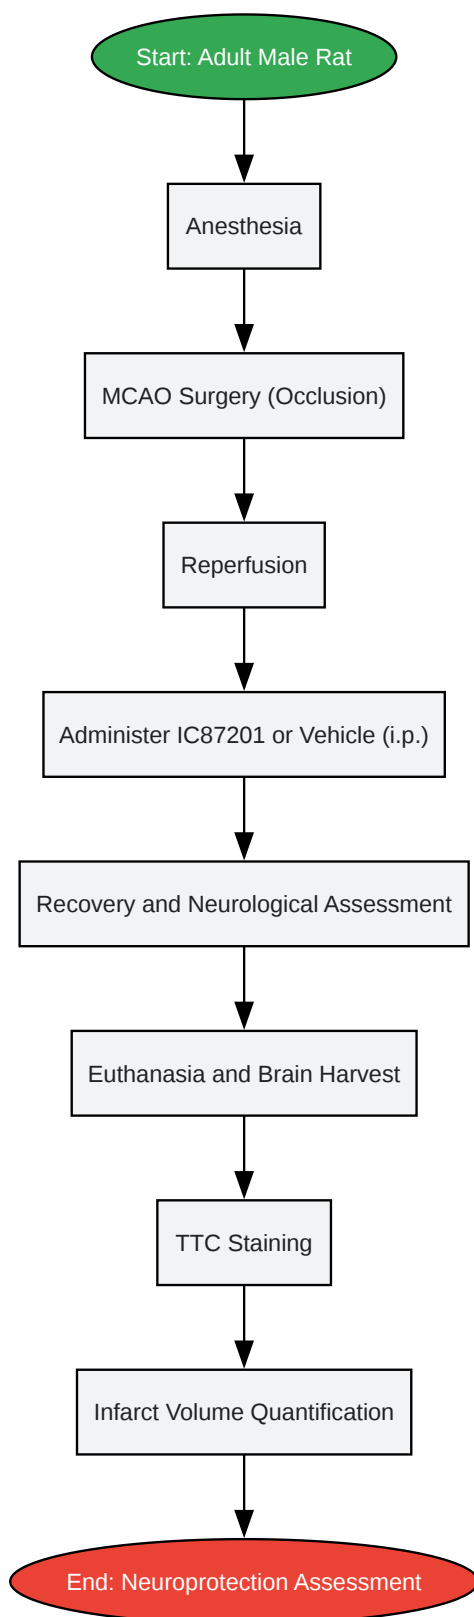 Start: Adult Male Rat
Anesthesia
MCAO Surgery (Occlusion)
Reperfusion
Administer IC87201 or Vehicle (i.p.)
Recovery and Neurological Assessment
Euthanasia and Brain Harvest
TTC Staining
Infarct Volume Quantification
End: Neuroprotection Assessment